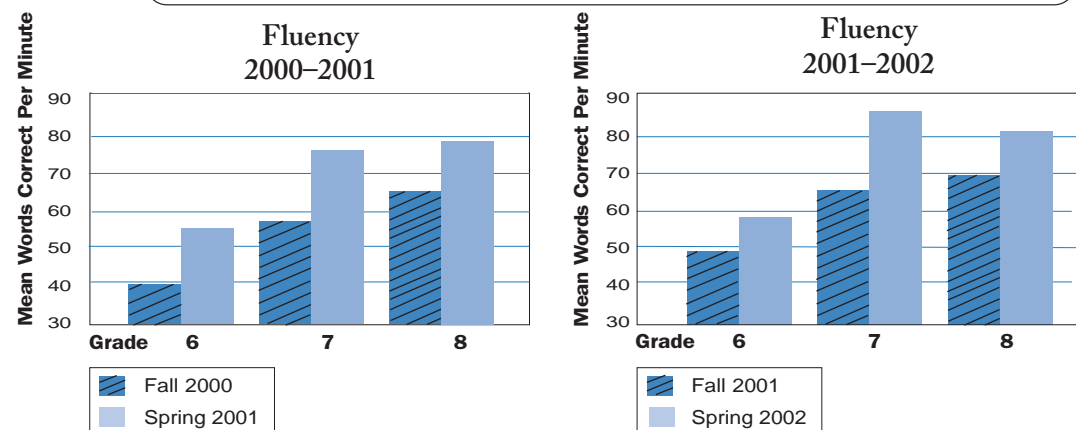 Fluency
2000–2001
Mean Words Correct Per Minute
90
80
70
60
50
40
30
Grade 6 7 8
Fall 2000
Spring 2001
Fluency
2001–2002
Mean Words Correct Per Minute
90
80
70
60
50
40
30
Grade 6 7 8
Fall 2001
Spring 2002